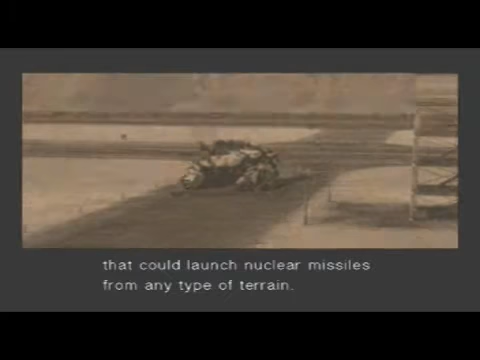 that could launch nuclear missiles
from any type of terrain.